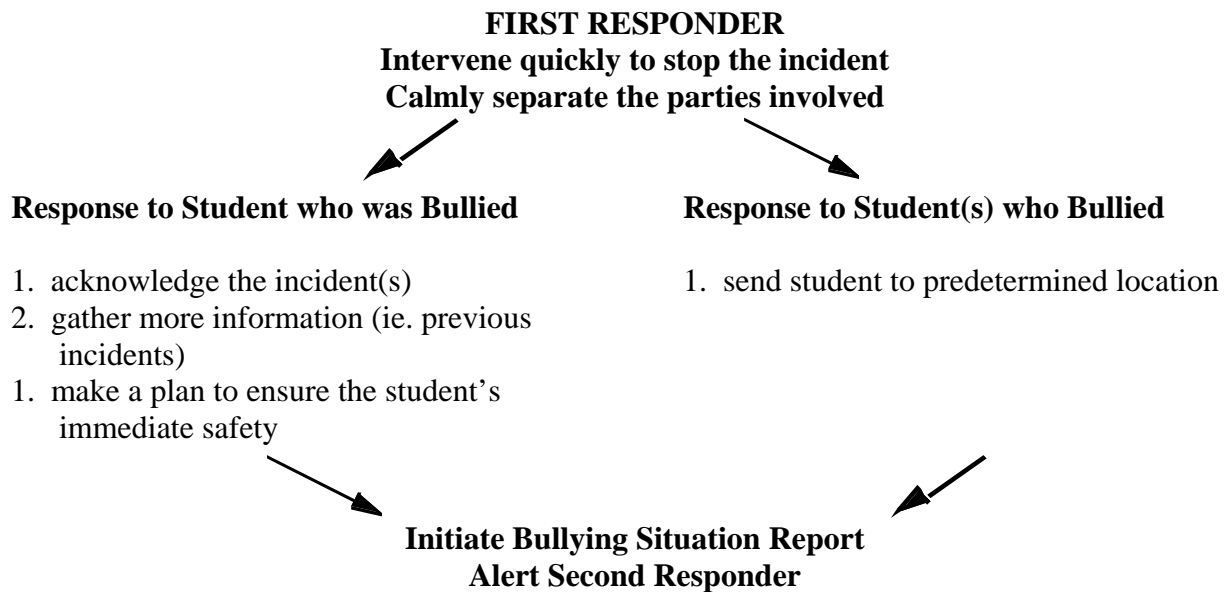 FIRST RESPONDER
Intervene quickly to stop the incident
Calmly separate the parties involved
Response to Student who was Bullied
1. acknowledge the incident(s)
2. gather more information (ie. previous
incidents)
1. make a plan to ensure the student’s
immediate safety
Response to Student(s) who Bullied
1. send student to predetermined location
Initiate Bullying Situation Report
Alert Second Responder